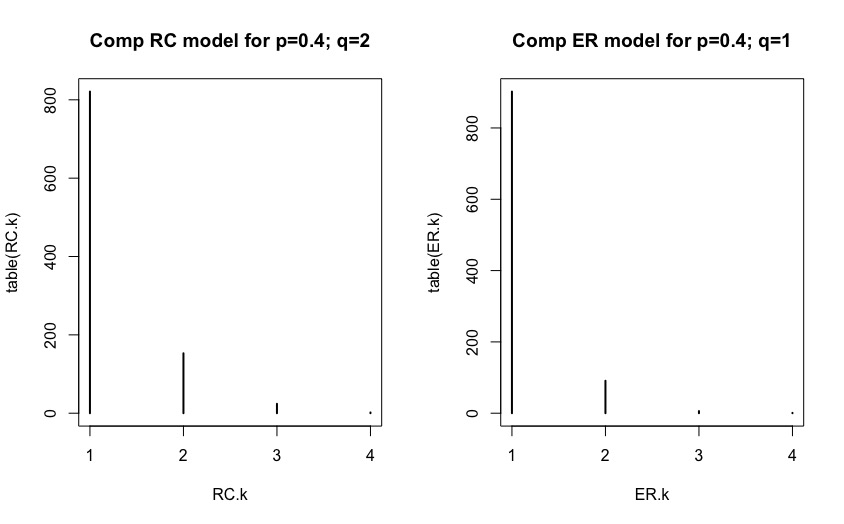 Comp RC model for p=0.4; q=2
table(RC.k)
800
600
400
200
0
1 2 3 4
RC.k
Comp ER model for p=0.4; q=1
table(ER.k)
800
600
400
200
0
1 2 3 4
ER.k